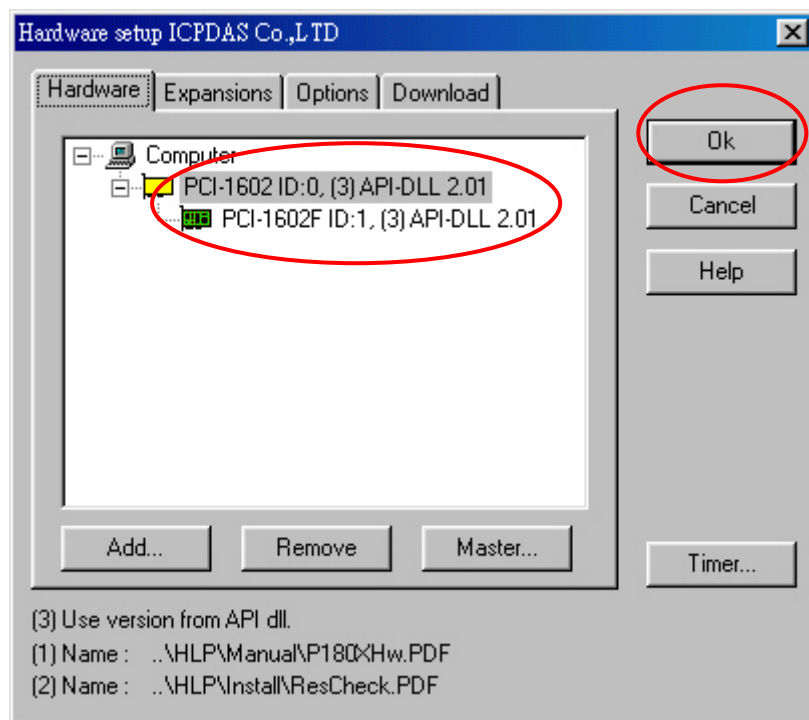 Hardware setup ICPDAS Co.,LTD
Hardware Expansions Options Download
Ok
Computer
PCI-1602 ID:0, (3) API-DLL 2.01
PCI-1602F ID:1, (3) API-DLL 2.01
Cancel
Help
Add... Remove Master...
Timer...
(3) Use version from API dll.
(1) Name : ..\HLP\Manual\P180XHw.PDF
(2) Name : ..\HLP\Install\ResCheck.PDF